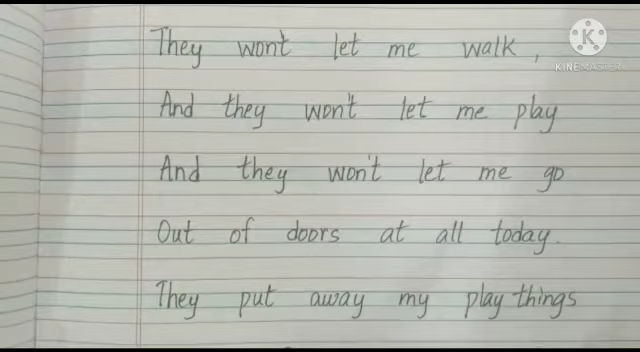 They won't let me walk,
And they won't let me play
And they won't let me go
Out of doors at all today.
They put away my play things
KINEMASTER